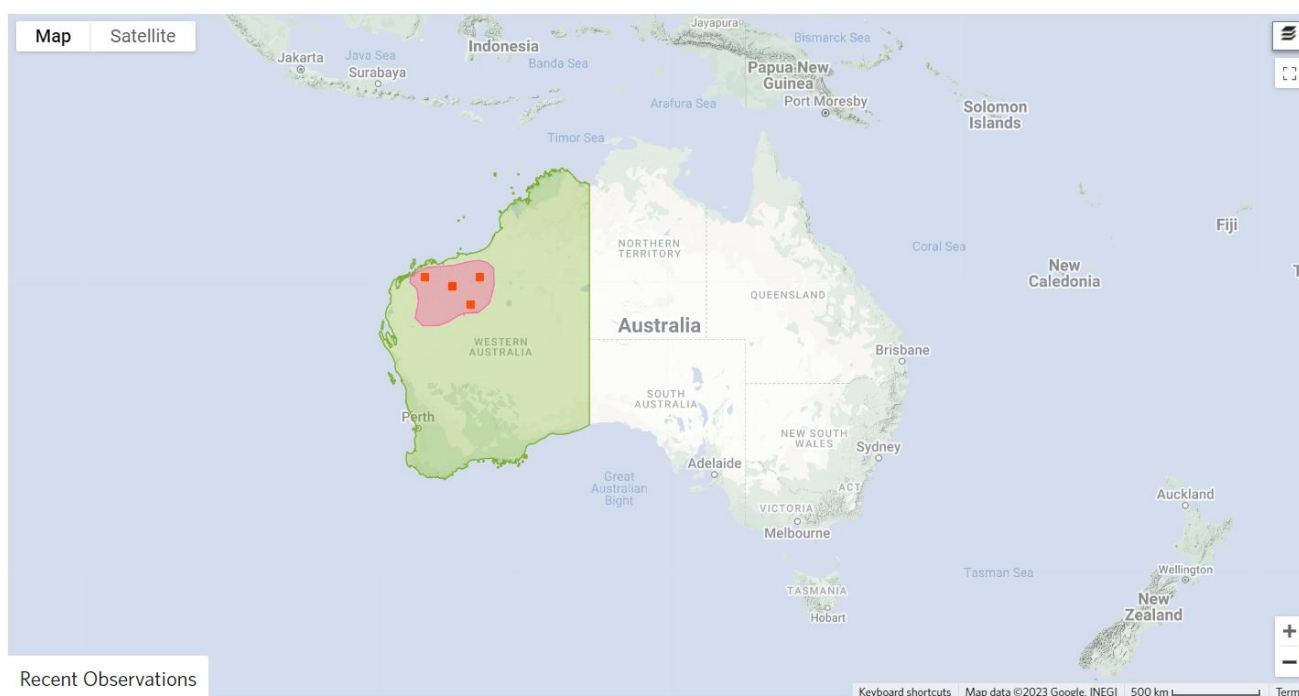 Map
Satellite
Jayapura
Bismarck Sea
Indonesia
Jakarta
Java Sea
Banda Sea
Surabaya
Papua New
Guinea
Arafura Sea
Port Moresby
Solomon
Islands
Timor Sea
Fiji
NORTHERN
TERRITORY
Coral Sea
New
Caledonia
QUEENSLAND
Australia
WESTERN
AUSTRALIA
Brisbane
SOUTH
AUSTRALIA
Perth
NEW SOUTH
WALES
Sydney
Adelaide
Great
Australian
Bight
ACT
VICTORIA
Melbourne
Auckland
Tasman Sea
Wellington
TASMANIA
Hobart
New
Zealand
Recent Observations
Keyboard shortcuts
Map data ©2023 Google, INEGI
500 km
Term